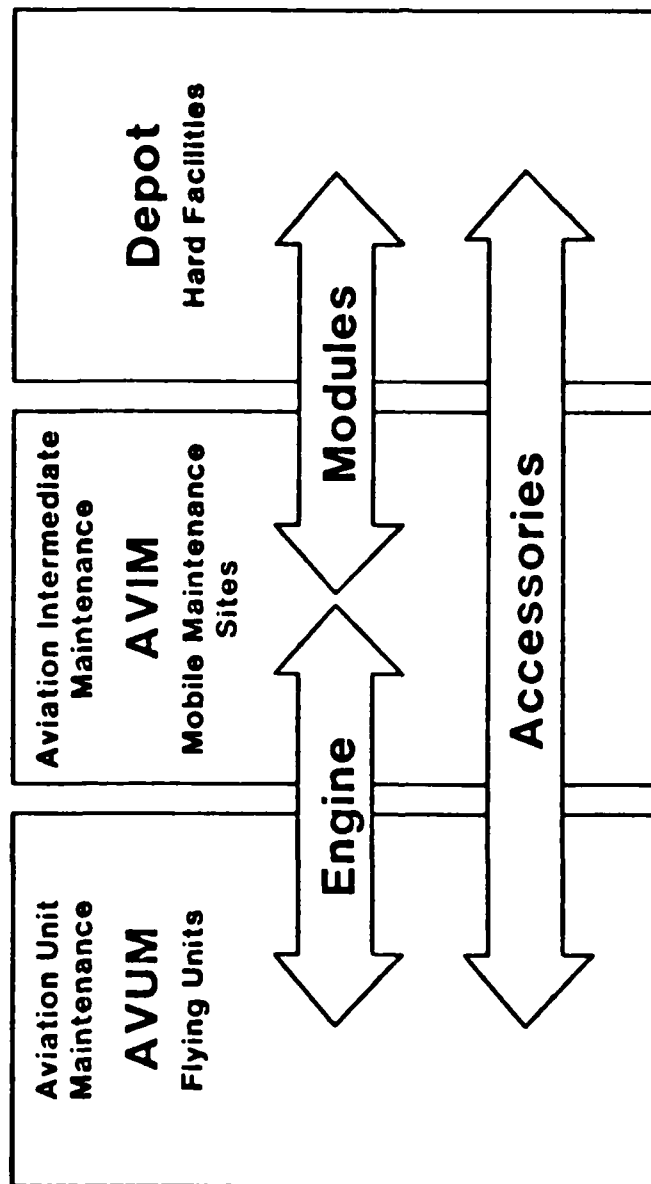 Aviation Unit
Maintenance
AVUM
Flying Units
Aviation Intermediate
Maintenance
AVIM
Mobile Maintenance
Sites
Depot
Hard Facilities
Engine
Modules
Accessories